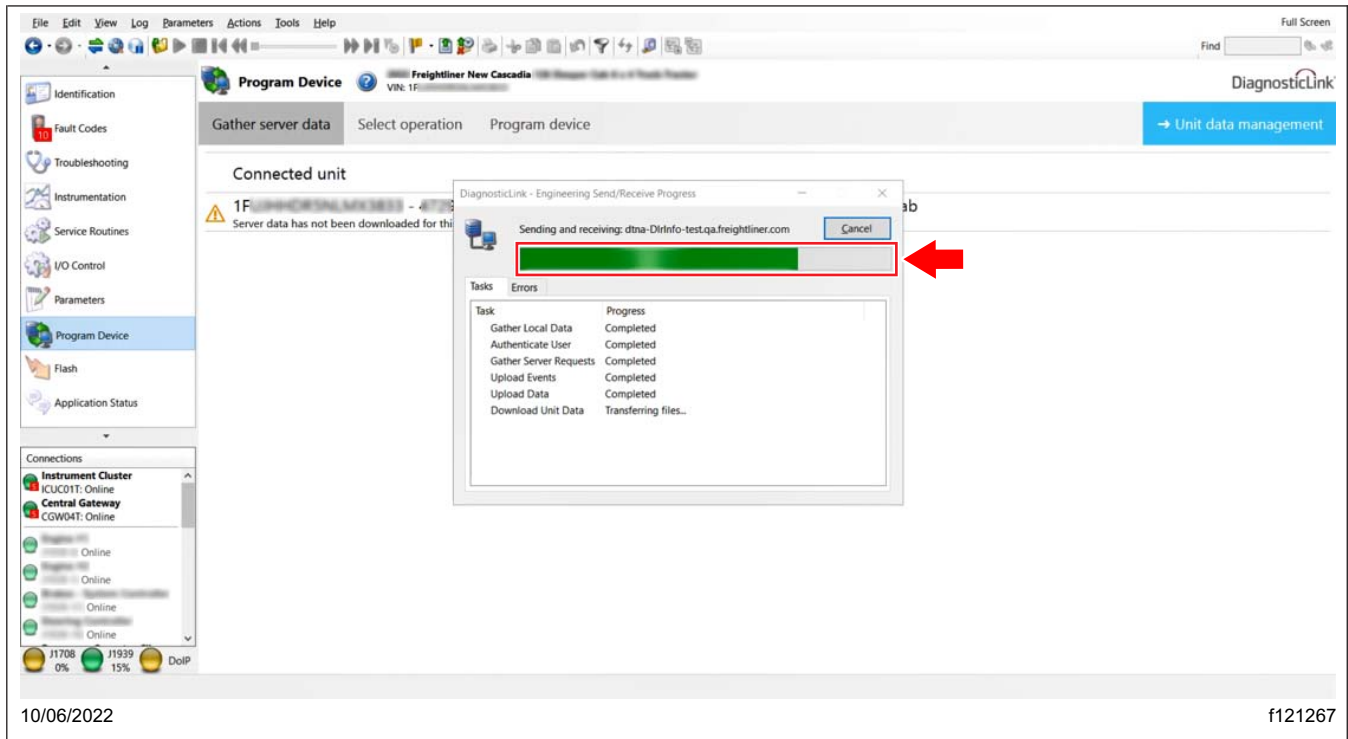 File Edit View Log Parameters Actions Tools Help
Full Screen
Find
Identification
10
Fault Codes
Troubleshooting
Instrumentation
Service Routines
I/O Control
Parameters
Program Device
Flash
Application Status
Program Device
Freightliner New Cascadia
VIN: 1F
DiagnosticLink
Gather server data Select operation Program device
→ Unit data management
Connected unit
1F
ab
Server data has not been downloaded for thi
DiagnosticLink - Engineering Send/Receive Progress
Sending and receiving: dtna-DlrInfo-test.qa.freightliner.com
Cancel
Tasks Errors
Task Progress
Gather Local Data Completed
Authenticate User Completed
Gather Server Requests Completed
Upload Events Completed
Upload Data Completed
Download Unit Data Transferring files...
Connections
Instrument Cluster
ICUC01T: Online
Central Gateway
CGW04T: Online
Online
Online
Online
Online
J1708 J1939 DoIP
0% 15%
10/06/2022
f121267